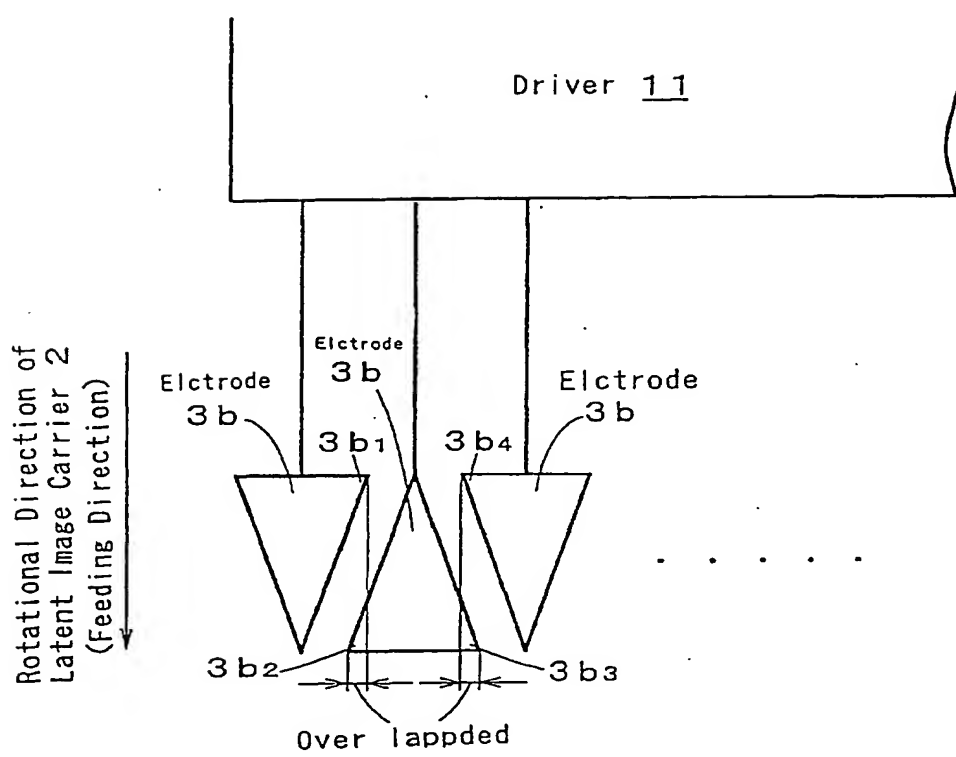 Driver 11
Rotational Direction of
Latent Image Carrier 2
(Feeding Direction)
Elctrode
3b
Elctrode
3b
Elctrode
3b
3b1
3b4
3b2
3b3
Over lappded